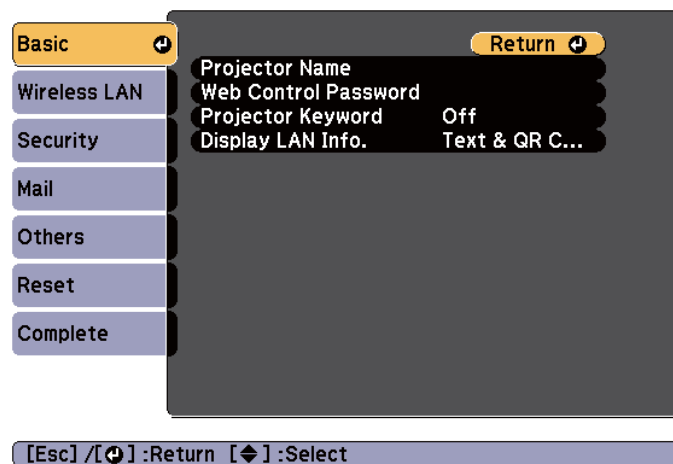 Basic
Return
Projector Name
Wireless LAN
Web Control Password
Projector Keyword Off
Security
Display LAN Info. Text & QR C...
Mail
Others
Reset
Complete
[Esc] /[ ] :Return [ ] :Select